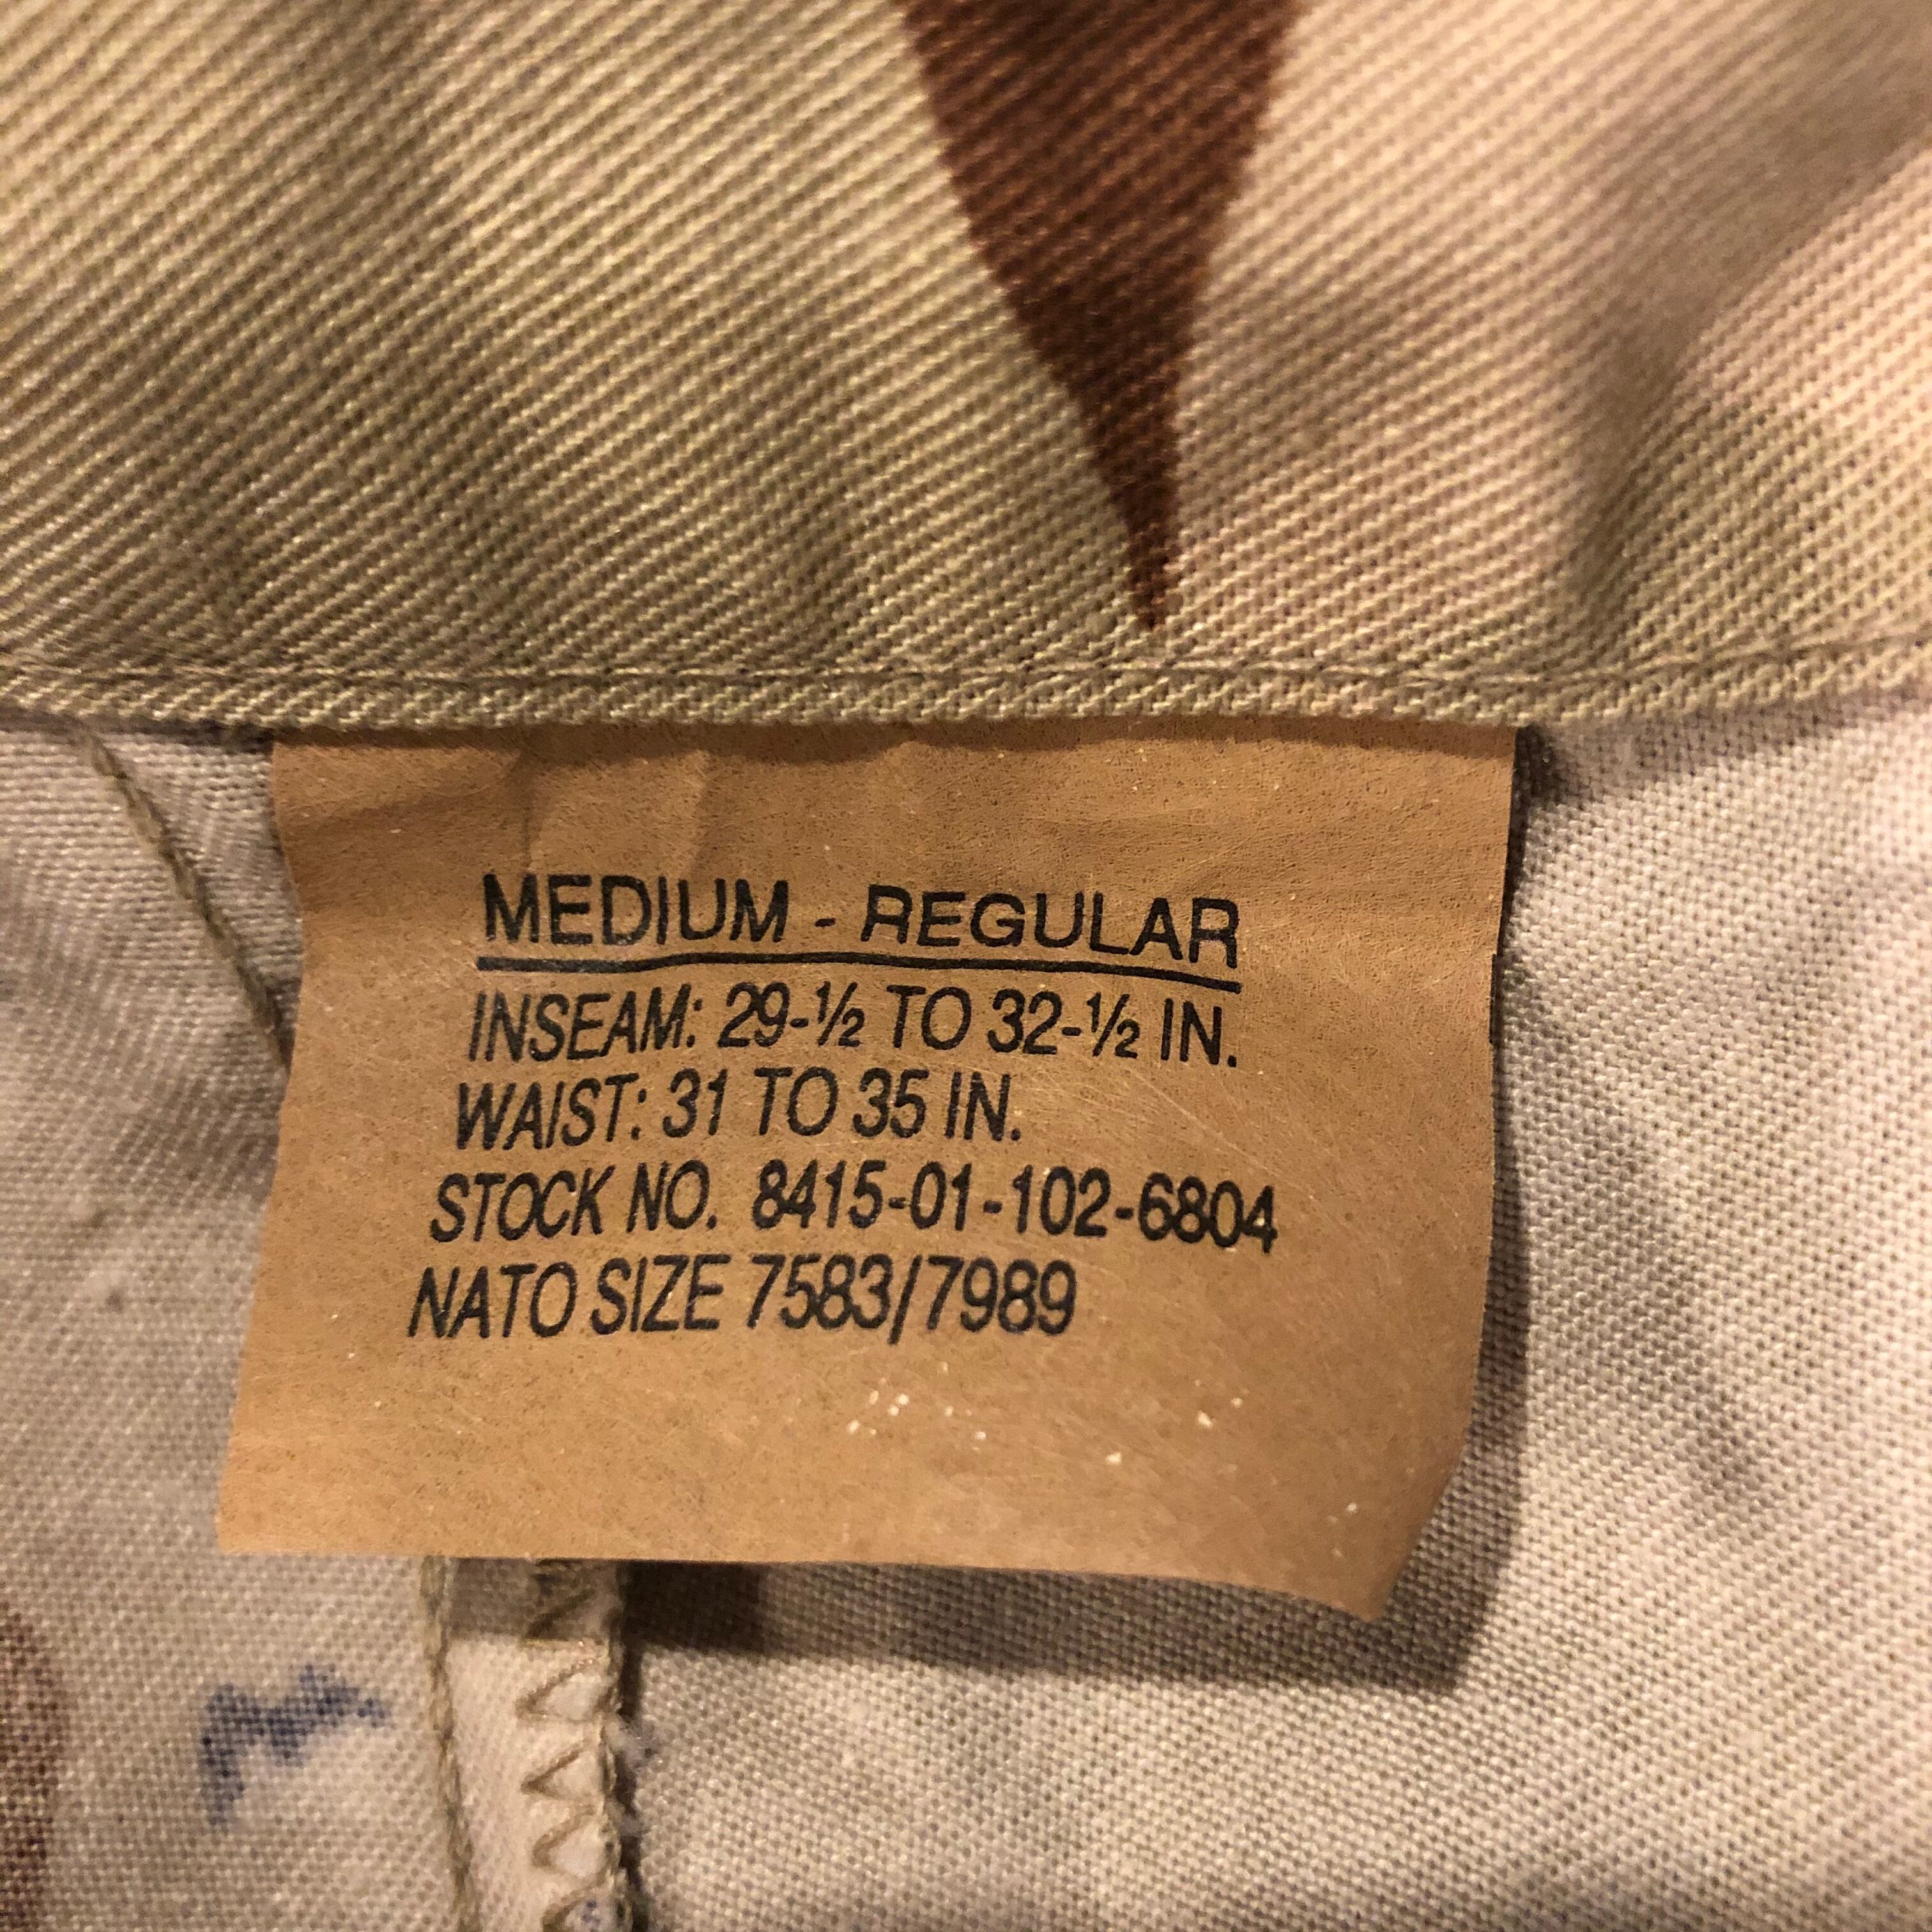 MEDIUM - REGULAR
INSEAM: 29-½ TO 32-½ IN.
WAIST: 31 TO 35 IN.
STOCK NO. 8415-01-102-6804
NATO SIZE 7583/7989